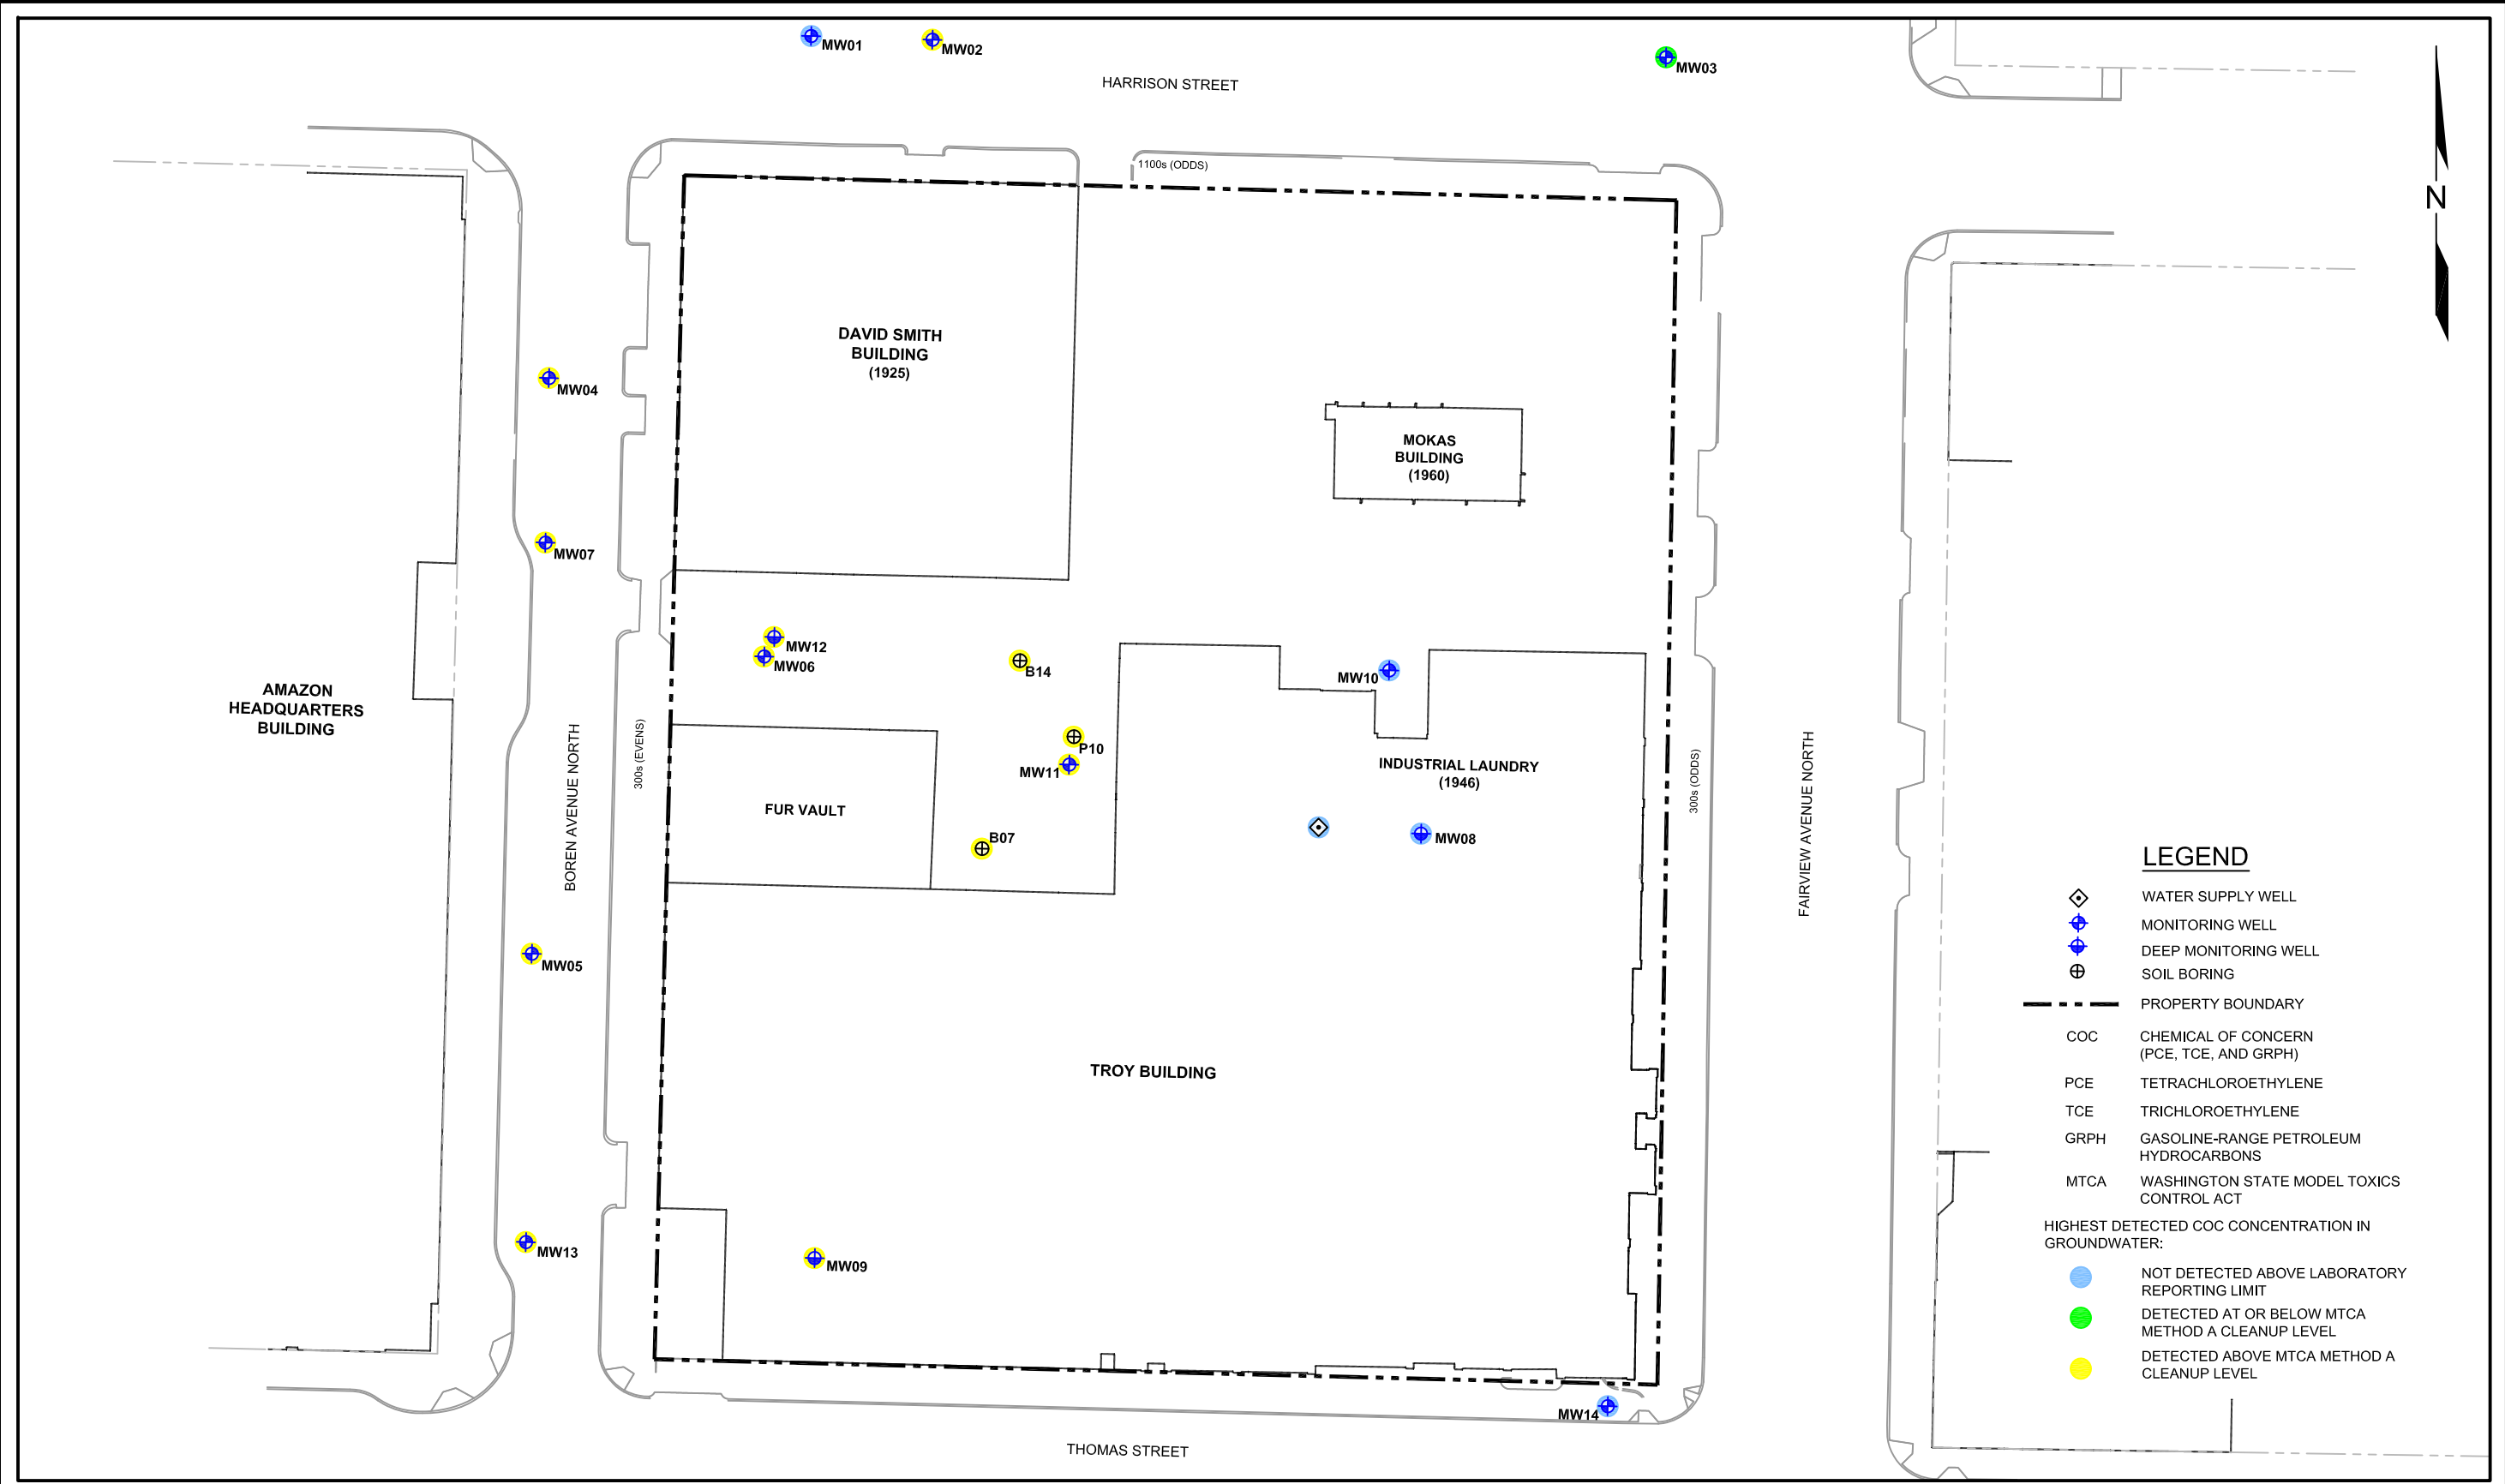 MW01
MW02
MW03
HARRISON STREET
1100s (ODDS)
N
DAVID SMITH
BUILDING
(1925)
MW04
MOKAS
BUILDING
(1960)
MW07
MW12
MW06
B14
MW10
AMAZON
HEADQUARTERS
BUILDING
BOREN AVENUE NORTH
300s (EVENS)
P10
MW11
INDUSTRIAL LAUNDRY
(1946)
300s (ODDS)
FAIRVIEW AVENUE NORTH
FUR VAULT
B07
MW08
MW05
TROY BUILDING
MW13
MW09
MW14
THOMAS STREET
LEGEND
WATER SUPPLY WELL
MONITORING WELL
DEEP MONITORING WELL
SOIL BORING
PROPERTY BOUNDARY
COC CHEMICAL OF CONCERN
(PCE, TCE, AND GRPH)
PCE TETRACHLOROETHYLENE
TCE TRICHLOROETHYLENE
GRPH GASOLINE-RANGE PETROLEUM
HYDROCARBONS
MTCA WASHINGTON STATE MODEL TOXICS
CONTROL ACT
HIGHEST DETECTED COC CONCENTRATION IN
GROUNDWATER:
NOT DETECTED ABOVE LABORATORY
REPORTING LIMIT
DETECTED AT OR BELOW MTCA
METHOD A CLEANUP LEVEL
DETECTED ABOVE MTCA METHOD A
CLEANUP LEVEL